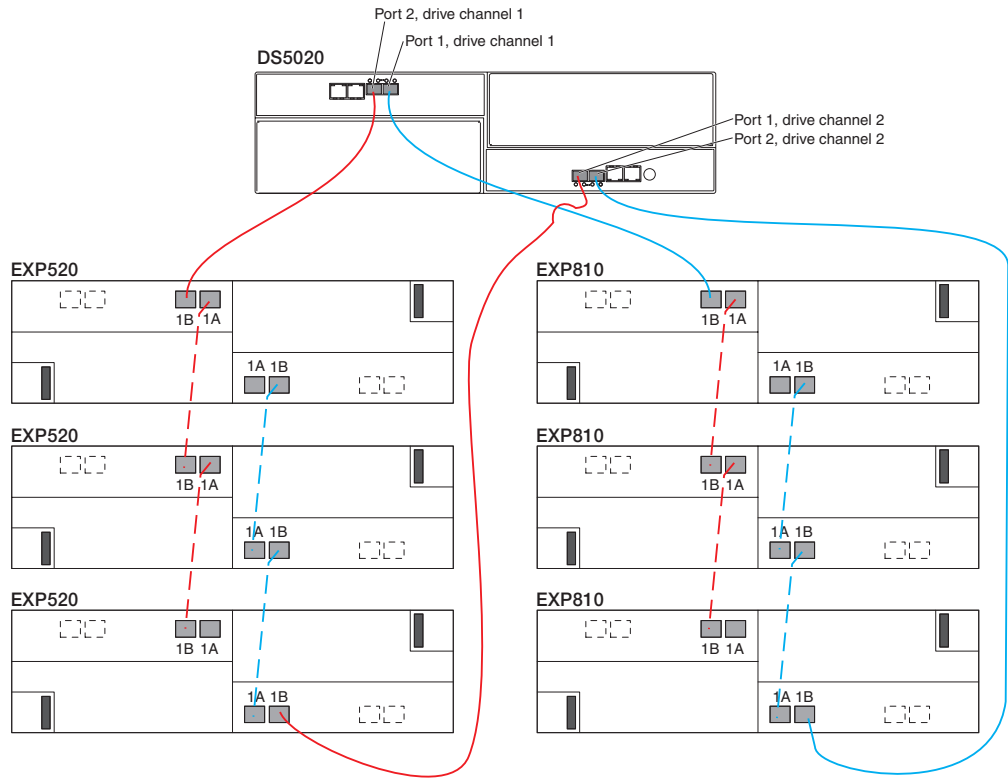 Port 2, drive channel 1
Port 1, drive channel 1
DS5020
Port 1, drive channel 2
Port 2, drive channel 2
EXP520
1B 1A
1A 1B
EXP810
1B 1A
1A 1B
EXP520
1B 1A
1A 1B
EXP810
1B 1A
1A 1B
EXP520
1B 1A
1A 1B
EXP810
1B 1A
1A 1B